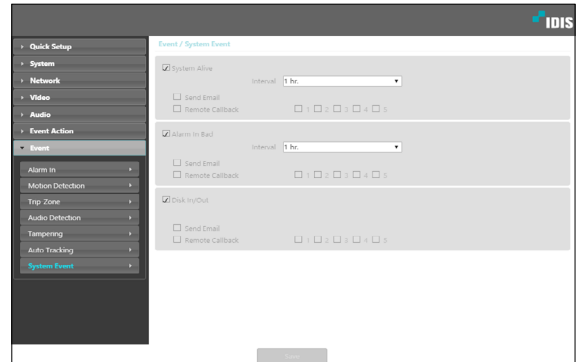 IDIS
Quick Setup
System
Network
Video
Audio
Event Action
Event
Alarm In
Motion Detection
Trip Zone
Audio Detection
Tampering
Auto Tracking
System Event
Event / System Event
System Alive
Interval 1 hr.
Send Email
Remote Callback 1 2 3 4 5
Alarm In Bad
Interval 1 hr.
Send Email
Remote Callback 1 2 3 4 5
Disk In/Out
Send Email
Remote Callback 1 2 3 4 5
Save